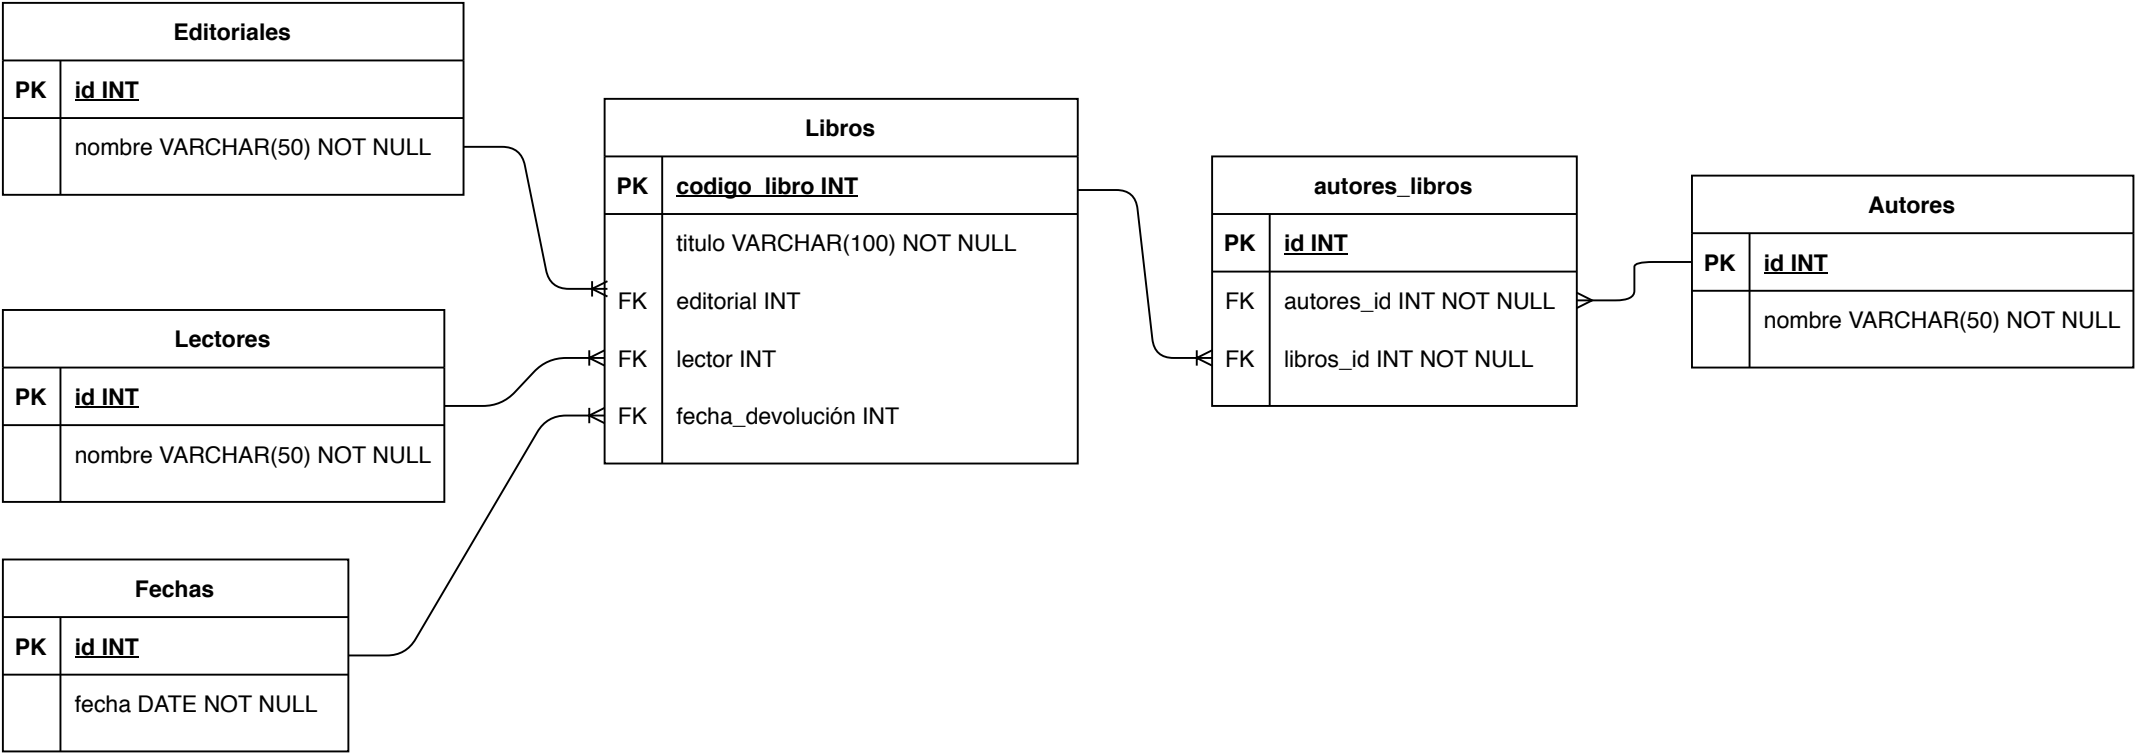 Editoriales
PK id INT
nombre VARCHAR(50) NOT NULL
Lectores
PK id INT
nombre VARCHAR(50) NOT NULL
Fechas
PK id INT
fecha DATE NOT NULL
Libros
PK codigo_libro INT
titulo VARCHAR(100) NOT NULL
FK editorial INT
FK lector INT
FK fecha_devolución INT
autores_libros
PK id INT
FK autores_id INT NOT NULL
FK libros_id INT NOT NULL
Autores
PK id INT
nombre VARCHAR(50) NOT NULL